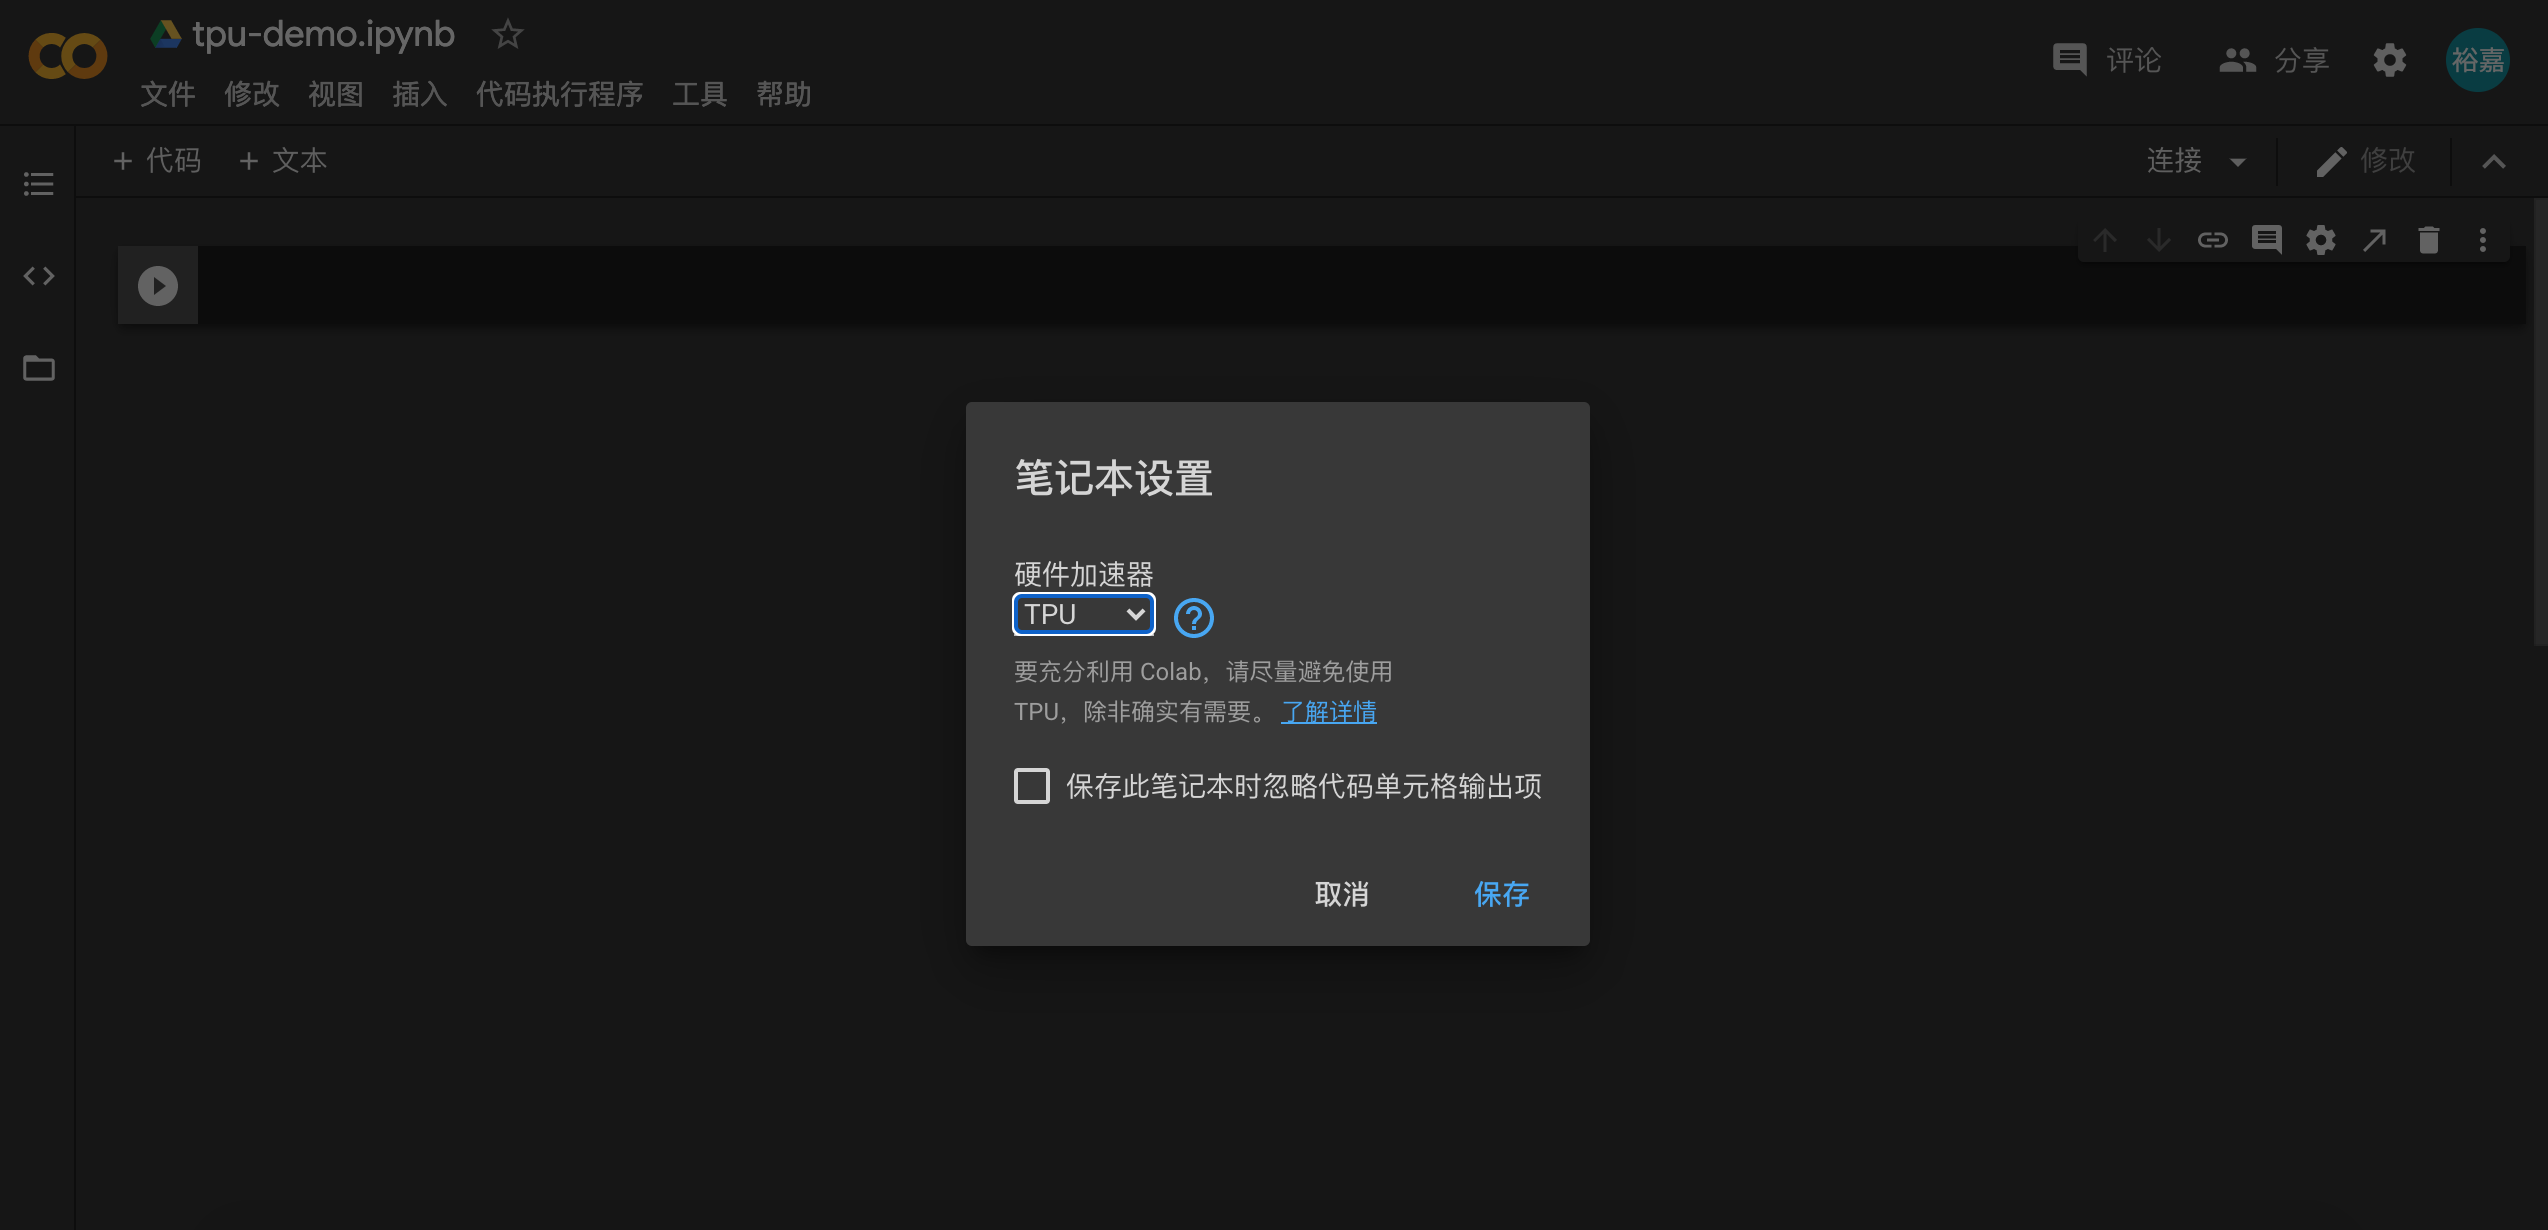 tpu-demo.ipynb
文件 修改 视图 插入 代码执行程序 工具 帮助
评论 分享 裕嘉
+ 代码 + 文本
连接 修改
笔记本设置
硬件加速器
TPU
要充分利用 Colab，请尽量避免使用
TPU，除非确实有需要。 了解详情
保存此笔记本时忽略代码单元格输出项
取消 保存